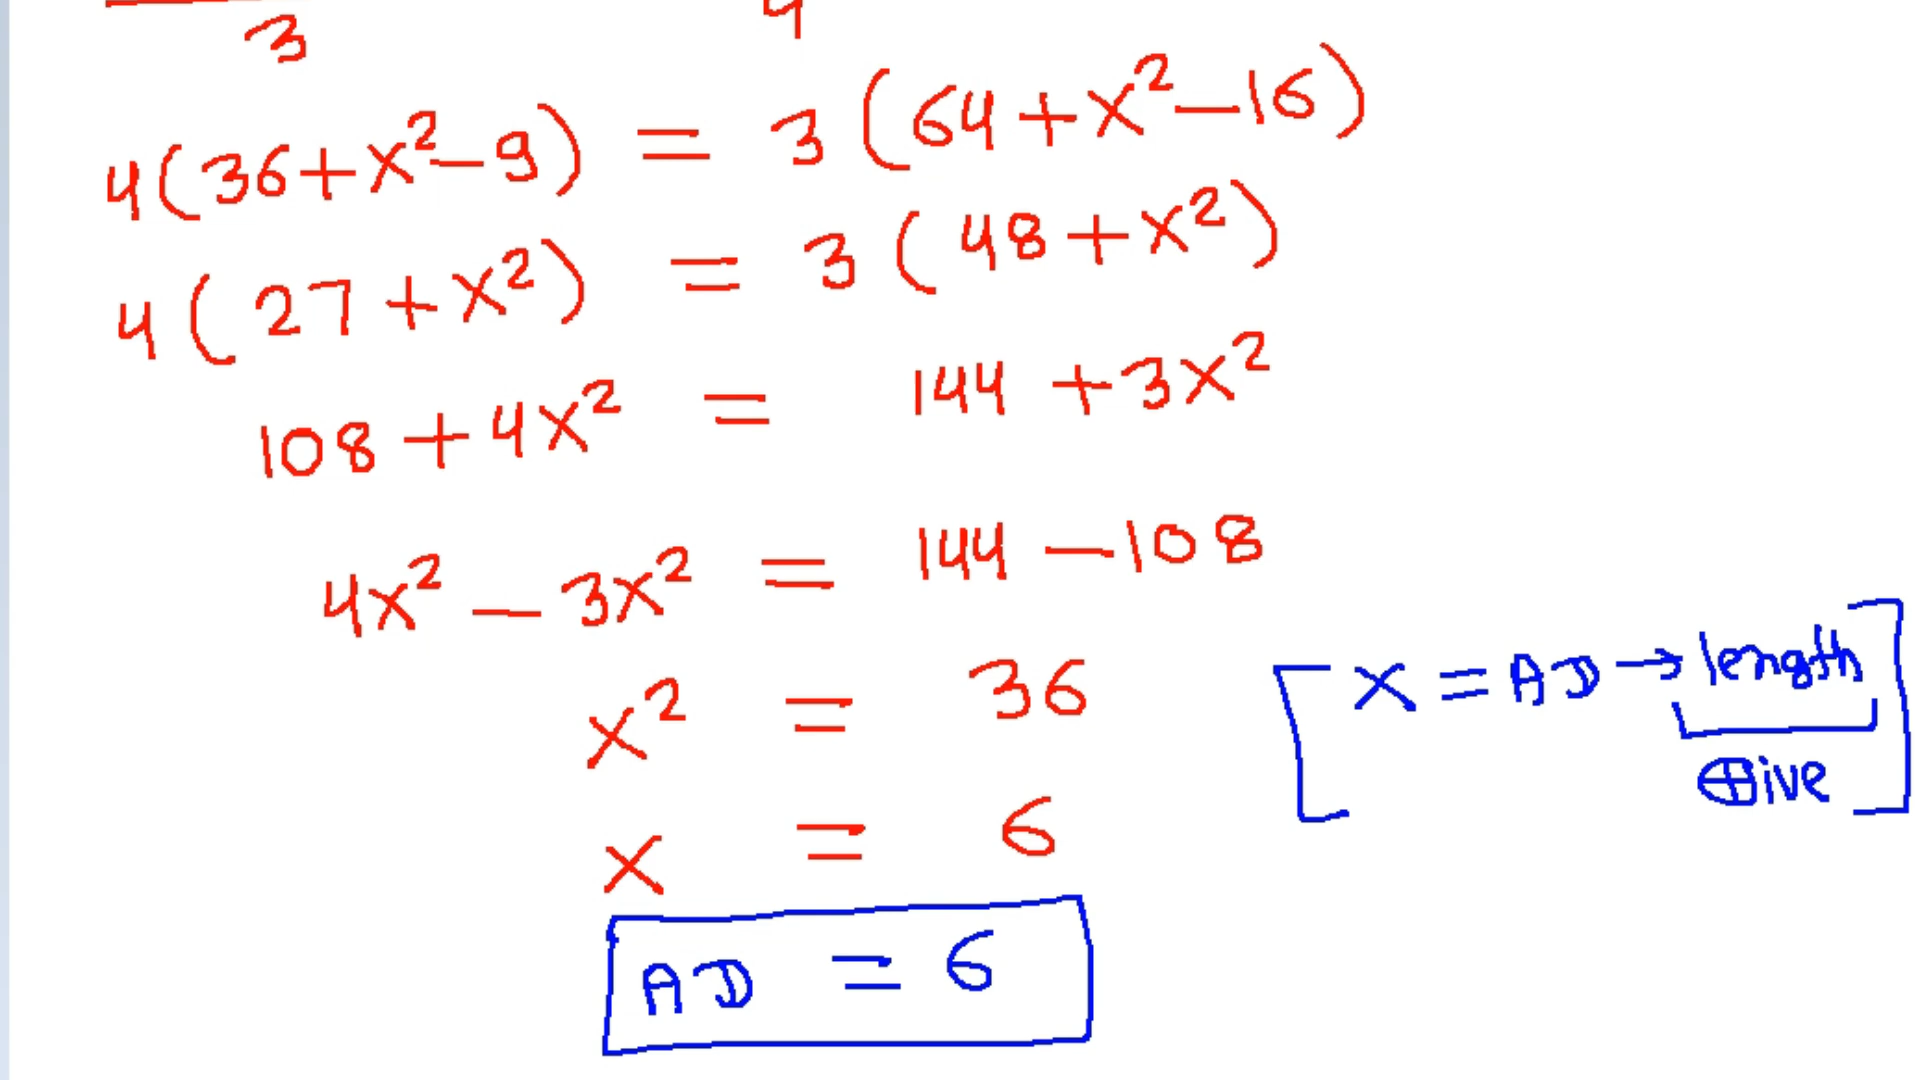 3 4
4(36+x²-9) = 3(64+x²-16)
4(27+x²) = 3(48+x²)
108+4x² = 144+3x²
4x²-3x² = 144-108
x² = 36
[x=AD→length]
⊕ive
x = 6
AD = 6